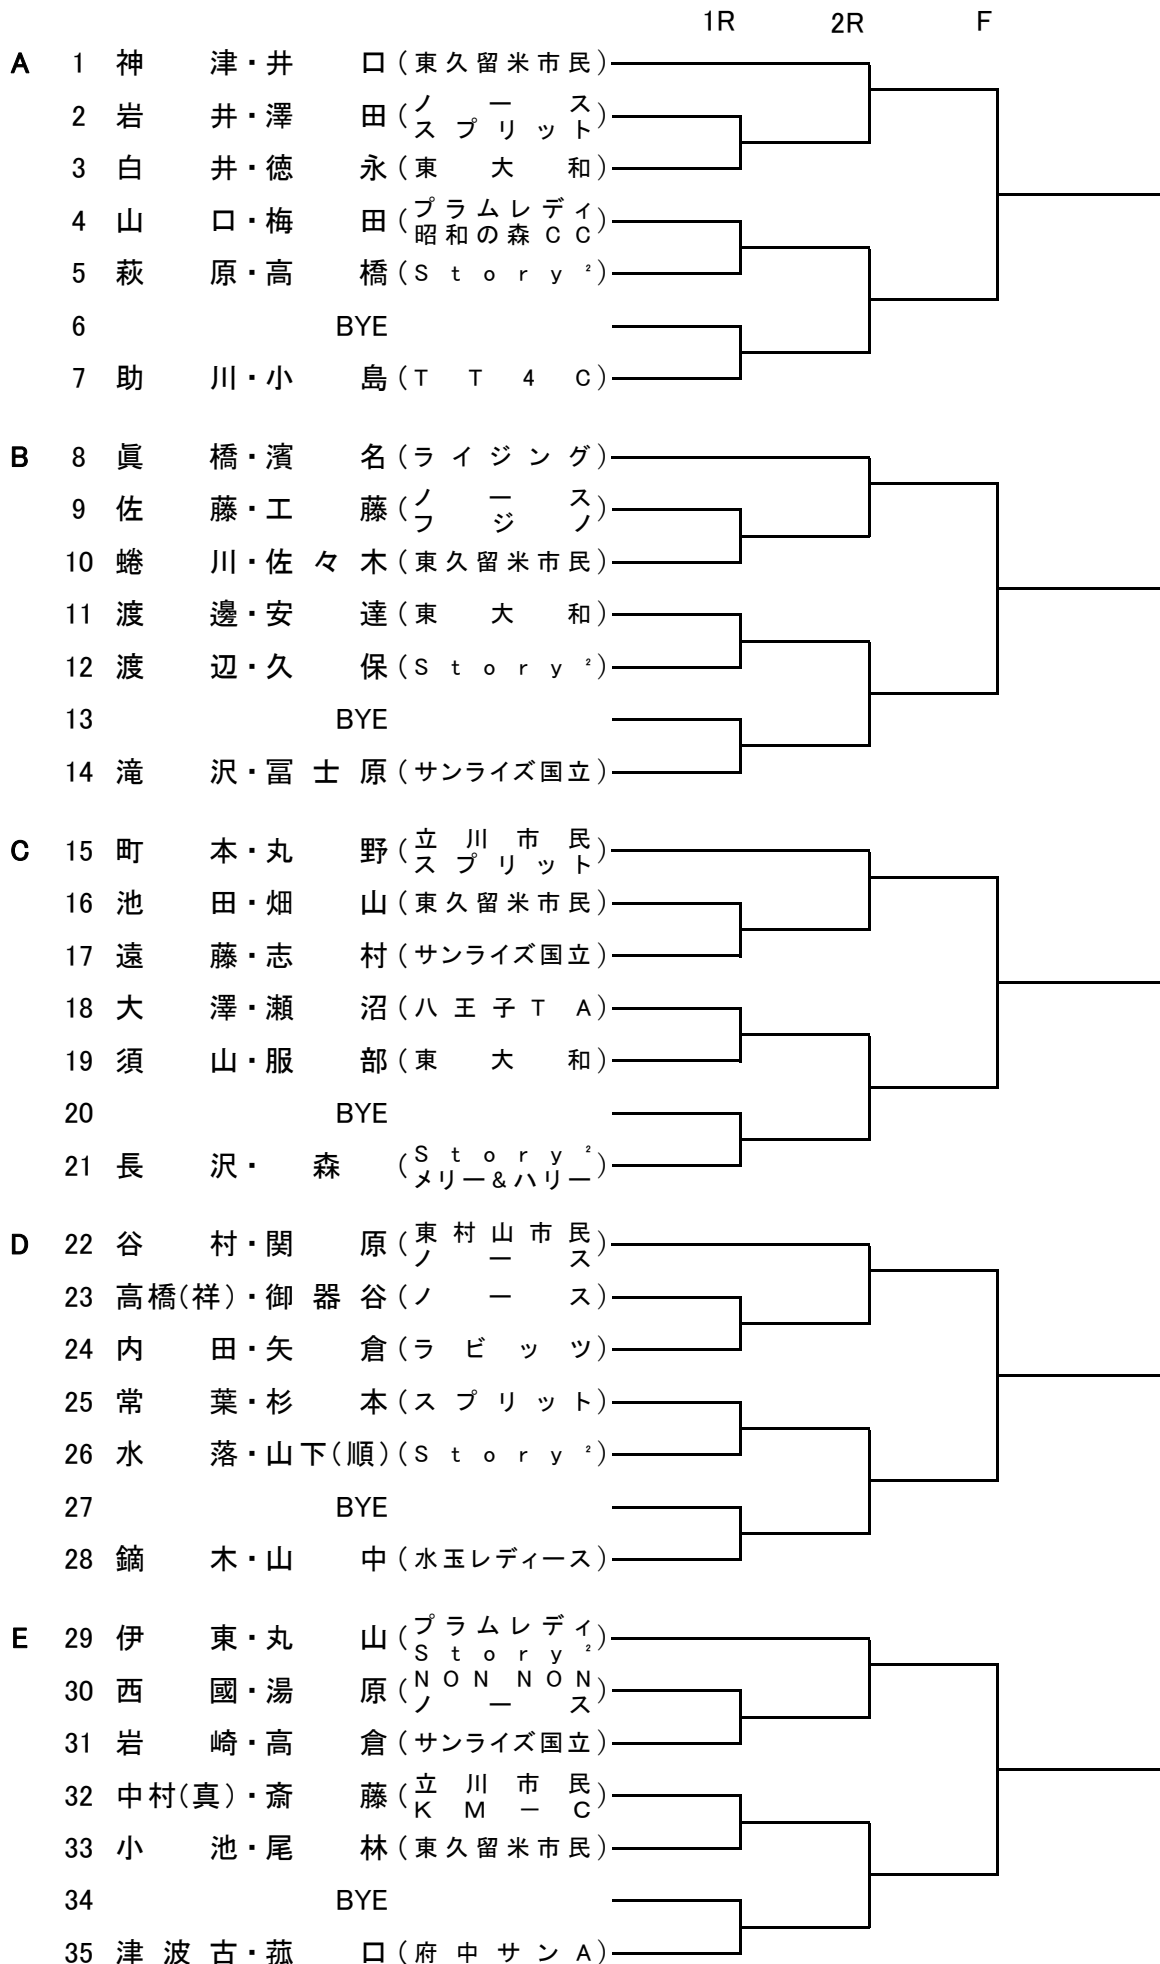 1R 2R F
A 1 神津・井口 (東久留米市民)
2 岩井・澤田 (ノース
スプリット)
3 白井・徳永 (東大和)
4 山口・梅田 (プラムレディ
昭和の森CC)
5 萩原・高橋 (Story²)
6 BYE
7 助川・小島 (TT4C)
B 8 眞橋・濱名 (ライジング)
9 佐藤・工藤 (ノース
フジノ)
10 蜷川・佐々木 (東久留米市民)
11 渡邊・安達 (東大和)
12 渡辺・久保 (Story²)
13 BYE
14 滝沢・冨士原 (サンライズ国立)
C 15 町本・丸野 (立川市民
スプリット)
16 池田・畑山 (東久留米市民)
17 遠藤・志村 (サンライズ国立)
18 大澤・瀬沼 (八王子TA)
19 須山・服部 (東大和)
20 BYE
21 長沢・森 (Story²
メリー&ハリー)
D 22 谷村・関原 (東村山市民
ノース)
23 高橋(祥)・御器谷 (ノース)
24 内田・矢倉 (ラビッツ)
25 常葉・杉本 (スプリット)
26 水落・山下(順) (Story²)
27 BYE
28 鏑木・山中 (水玉レディース)
E 29 伊東・丸山 (プラムレディ
Story²)
30 西國・湯原 (NON NON
ノース)
31 岩崎・高倉 (サンライズ国立)
32 中村(真)・斎藤 (立川市民
KM-C)
33 小池・尾林 (東久留米市民)
34 BYE
35 津波古・菰口 (府中サンA)